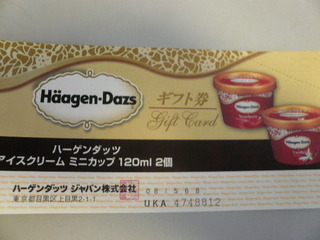 Häagen-Dazs
ギフト券
Gift Card
ハーゲンダッツ
アイスクリーム ミニカップ 120ml 2個
ハーゲンダッツ ジャパン株式会社
東京都目黒区上目黒2-1-1
08/568
UKA 4748812